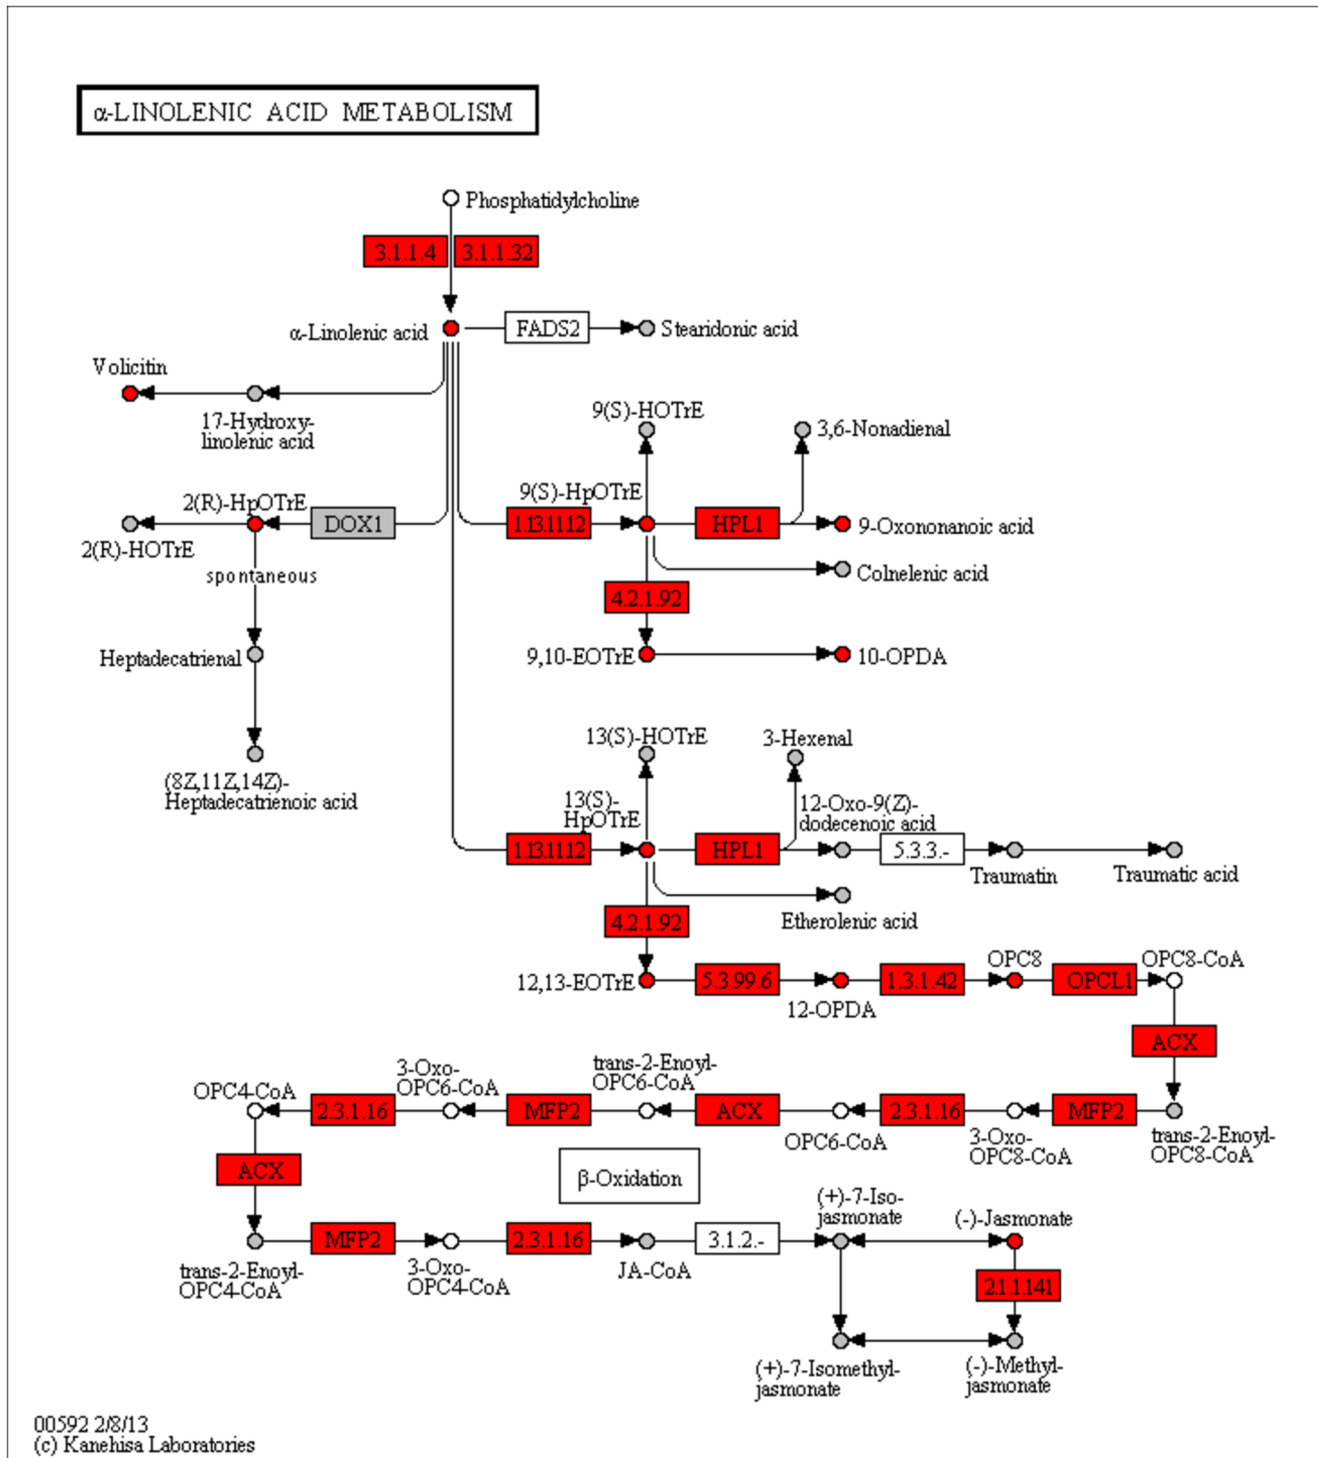 α-LINOLENIC ACID METABOLISM
Phosphatidylcholine
3.1.1.4
3.1.1.32
α-Linolenic acid
FADS2
Stearidonic acid
Volicitin
17-Hydroxy-
linolenic acid
9(S)-HOTrE
3,6-Nonadienal
2(R)-HpOTrE
9(S)-HpOTrE
DOX1
1.13.11.12
HPL1
9-Oxononanoic acid
2(R)-HOTrE
spontaneous
Colnelenic acid
4.2.1.92
Heptadecatrienal
9,10-EOTrE
10-OPDA
13(S)-HOTrE
3-Hexenal
(8Z,11Z,14Z)-
Heptadecatrienoic acid
13(S)-
HpOTrE
12-Oxo-9(Z)-
dodecenoic acid
1.13.11.12
HPL1
5.3.3.-
Traumatin
Traumatic acid
4.2.1.92
Etherolenic acid
12,13-EOTrE
5.3.99.6
12-OPDA
1.3.1.42
OPC8
OPCL1
OPC8-CoA
ACX
OPC4-CoA
2.3.1.16
3-Oxo-
OPC6-CoA
MFP2
trans-2-Enoyl-
OPC6-CoA
ACX
OPC6-CoA
2.3.1.16
3-Oxo-
OPC8-CoA
MFP2
trans-2-Enoyl-
OPC8-CoA
ACX
β-Oxidation
(+)-7-Iso-
jasmonate
(-)-Jasmonate
trans-2-Enoyl-
OPC4-CoA
MFP2
3-Oxo-
OPC4-CoA
2.3.1.16
JA-CoA
3.1.2.-
2.1.1.141
(+)-7-Isomethyl-
jasmonate
(-)-Methyl-
jasmonate
00592 2/8/13
(c) Kanehisa Laboratories